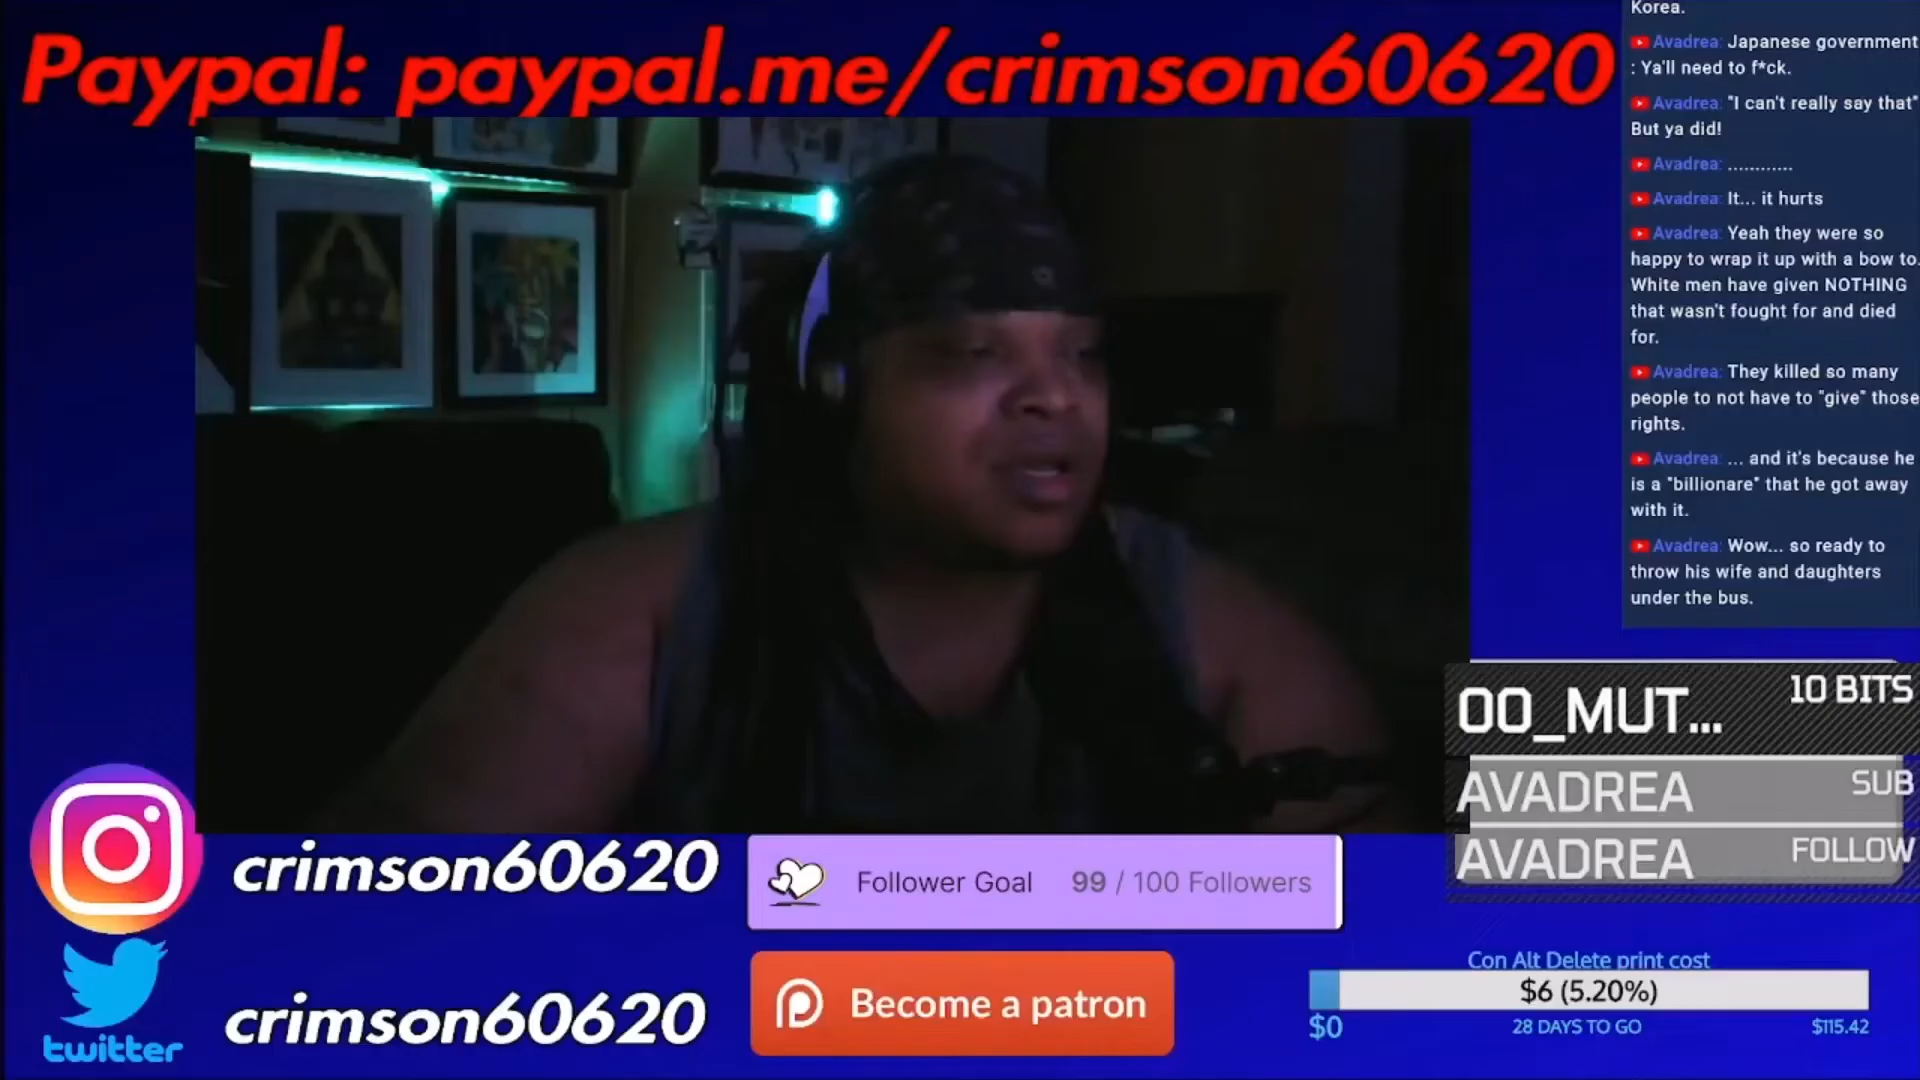 Paypal: paypal.me/crimson60620
Korea.
Avadrea: Japanese government
: Ya'll need to f*ck.
Avadrea: "I can't really say that"
But ya did!
Avadrea: ............
Avadrea: It... it hurts
Avadrea: Yeah they were so
happy to wrap it up with a bow to.
White men have given NOTHING
that wasn't fought for and died
for.
Avadrea: They killed so many
people to not have to "give" those
rights.
Avadrea: ... and it's because he
is a "billionare" that he got away
with it.
Avadrea: Wow... so ready to
throw his wife and daughters
under the bus.
OO_MUT... 10 BITS
AVADREA SUB
AVADREA FOLLOW
crimson60620
Follower Goal 99 / 100 Followers
twitter
crimson60620
Become a patron
Con Alt Delete print cost
$6 (5.20%)
$0 28 DAYS TO GO $115.42